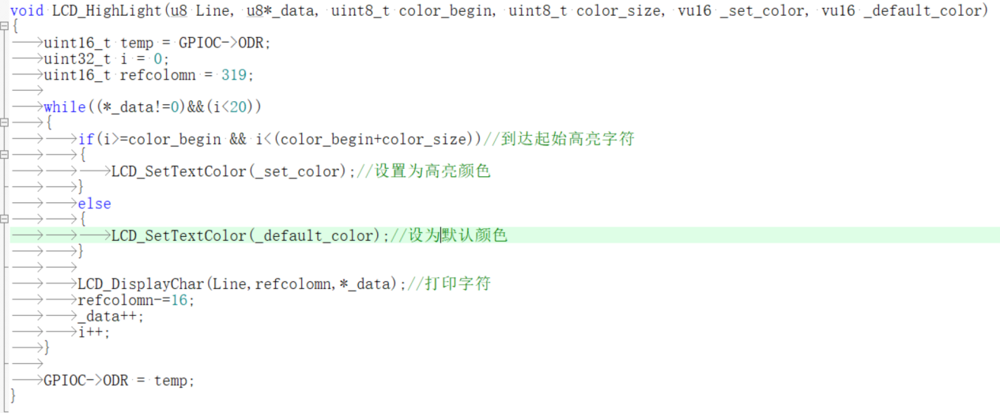 void LCD_HighLight(u8 Line, u8*_data, uint8_t color_begin, uint8_t color_size, vu16 _set_color, vu16 _default_color)
{
uint16_t temp = GPIOC->ODR;
uint32_t i = 0;
uint16_t refcolomn = 319;
while((*_data!=0)&&(i<20))
{
if(i>=color_begin && i<(color_begin+color_size))//到达起始高亮字符
{
LCD_SetTextColor(_set_color);//设置为高亮颜色
}
else
{
LCD_SetTextColor(_default_color);//设为默认颜色
}
LCD_DisplayChar(Line,refcolomn,*_data);//打印字符
refcolomn-=16;
_data++;
i++;
}
GPIOC->ODR = temp;
}